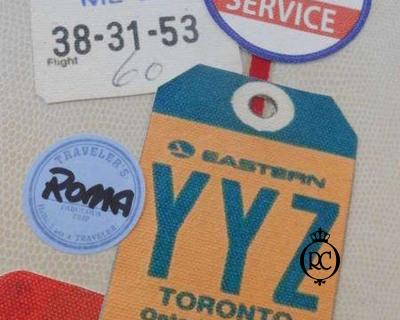 SERVICE
38-31-53
Flight
60
TRAVELER'S
ROMA
EASTERN
YYZ
RC
TORONTO